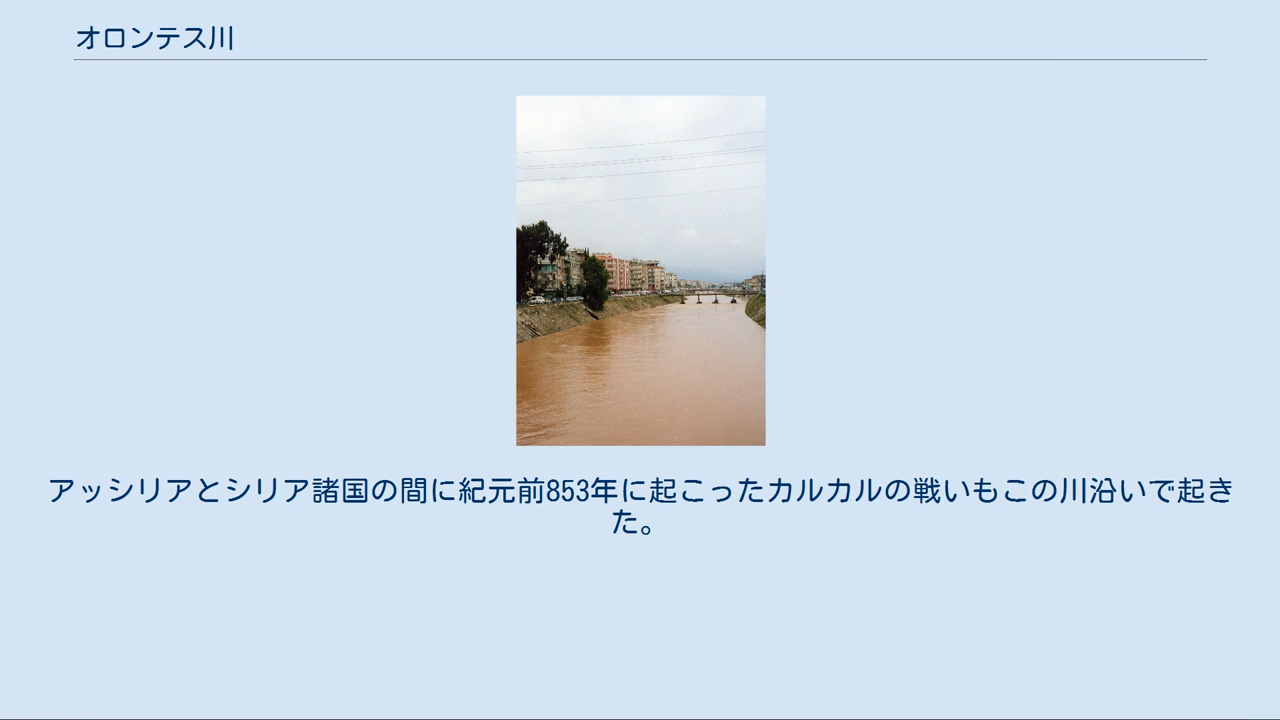 オロンテス川
アッシリアとシリア諸国の間に紀元前853年に起こったカルカルの戦いもこの川沿いで起き
た。